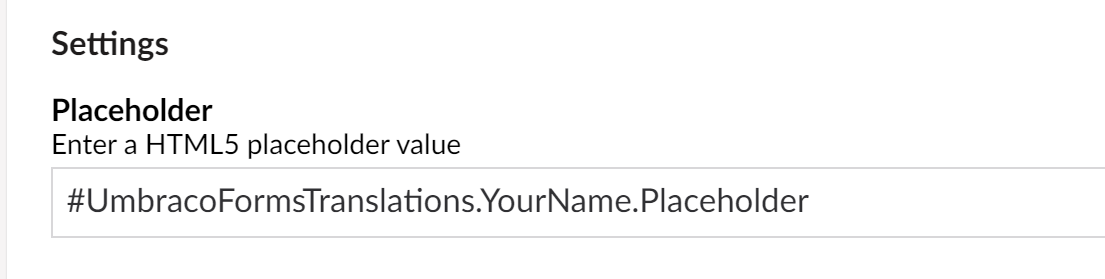 Settings
Placeholder
Enter a HTML5 placeholder value
#UmbracoFormsTranslations.YourName.Placeholder